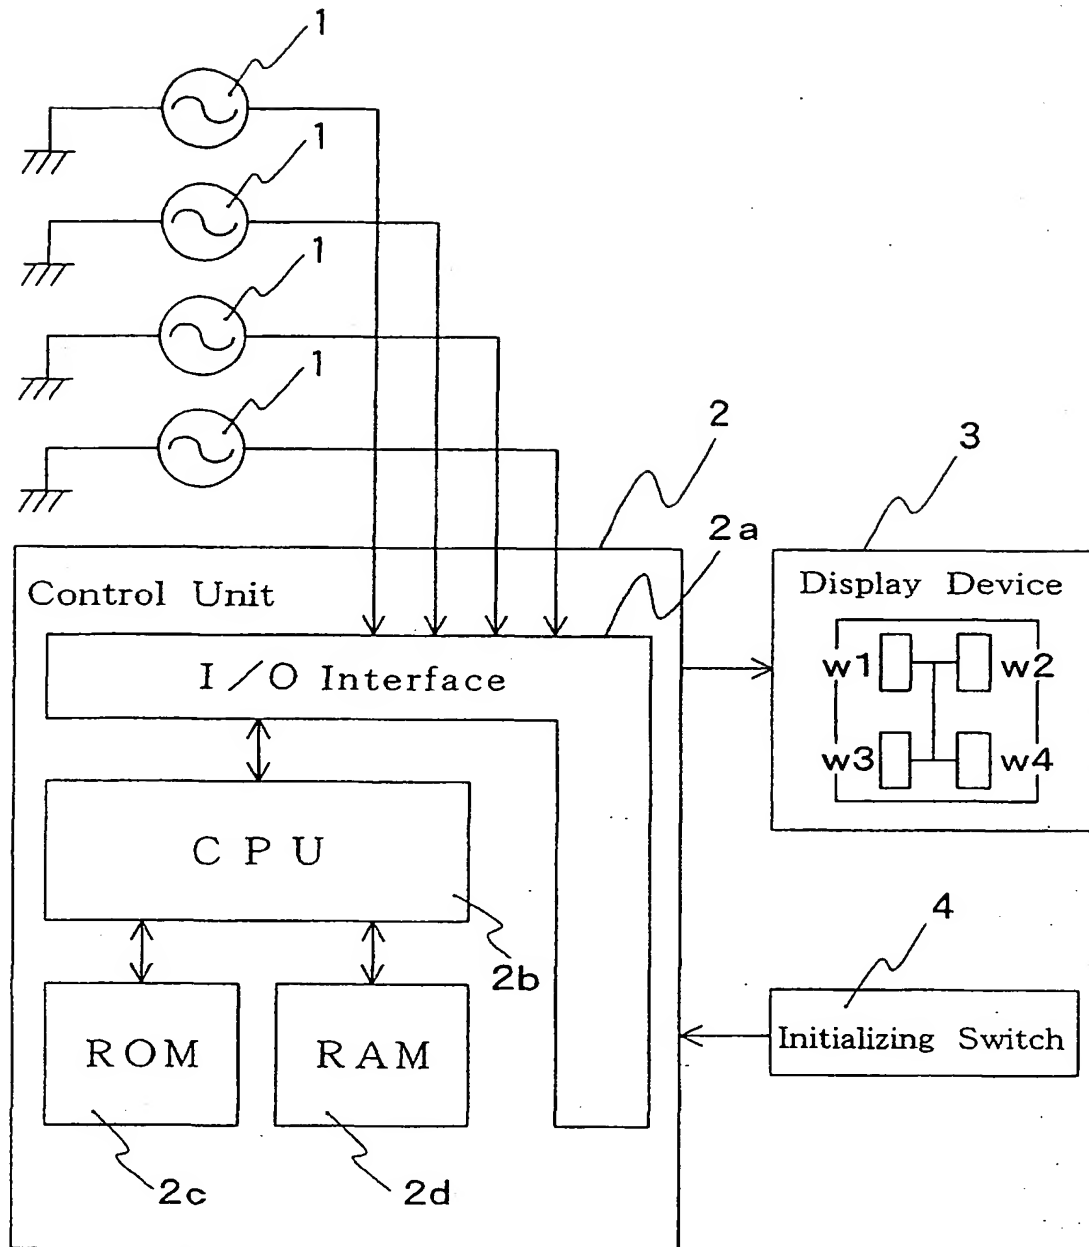 1
1
1
1
2
3
2a
Control Unit
Display Device
I/O Interface
w1
w2
w3
w4
CPU
4
2b
Initializing Switch
ROM
RAM
2c
2d